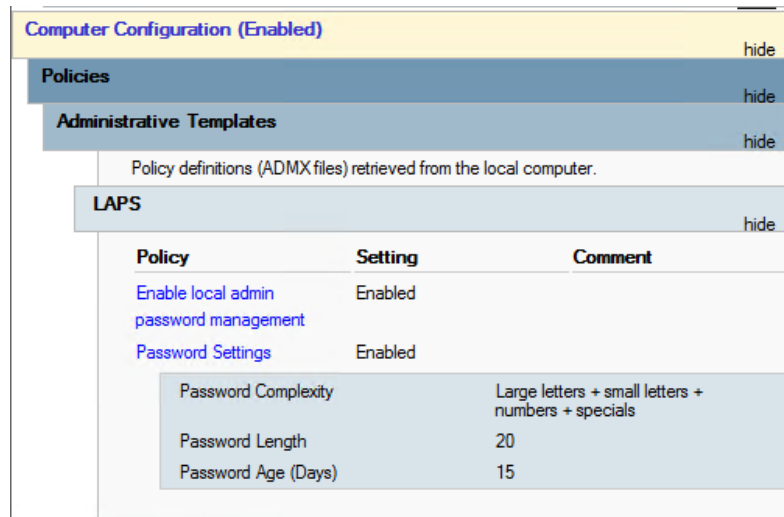 Computer Configuration (Enabled)
hide
Policies
hide
Administrative Templates
hide
Policy definitions (ADMX files) retrieved from the local computer.
LAPS
hide
Policy Setting Comment
Enable local admin Enabled
password management
Password Settings Enabled
Password Complexity Large letters + small letters +
numbers + specials
Password Length 20
Password Age (Days) 15